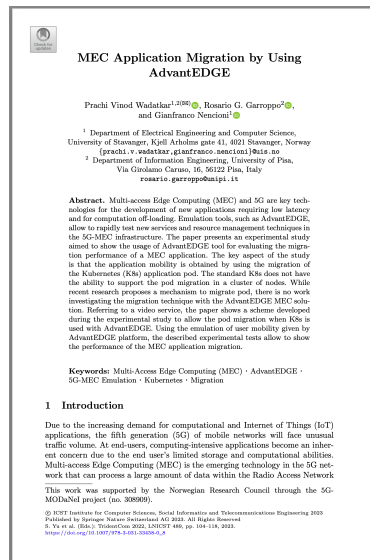 Check for
updates
MEC Application Migration by Using
AdvantEDGE
Prachi Vinod Wadatkar1,2(✉), Rosario G. Garroppo2,
and Gianfranco Nencioni1
1 Department of Electrical Engineering and Computer Science,
University of Stavanger, Kjell Arholms gate 41, 4021 Stavanger, Norway
{prachi.v.wadatkar,gianfranco.nencioni}@uis.no
2 Department of Information Engineering, University of Pisa,
Via Girolamo Caruso, 16, 56122 Pisa, Italy
rosario.garroppo@unipi.it
Abstract. Multi-access Edge Computing (MEC) and 5G are key tech-
nologies for the development of new applications requiring low latency
and for computation off-loading. Emulation tools, such as AdvantEDGE,
allow to rapidly test new services and resource management techniques in
the 5G-MEC infrastructure. The paper presents an experimental study
aimed to show the usage of AdvantEDGE tool for evaluating the migra-
tion performance of a MEC application. The key aspect of the study
is that the application mobility is obtained by using the migration of
the Kubernetes (K8s) application pod. The standard K8s does not have
the ability to support the pod migration in a cluster of nodes. While
recent research proposes a mechanism to migrate pod, there is no work
investigating the migration technique with the AdvantEDGE MEC solu-
tion. Referring to a video service, the paper shows a scheme developed
during the experimental study to allow the pod migration when K8s is
used with AdvantEDGE. Using the emulation of user mobility given by
AdvantEDGE platform, the described experimental tests allow to show
the performance of the MEC application migration.
Keywords: Multi-Access Edge Computing (MEC) · AdvantEDGE ·
5G-MEC Emulation · Kubernetes · Migration
1 Introduction
Due to the increasing demand for computational and Internet of Things (IoT)
applications, the fifth generation (5G) of mobile networks will face unusual
traffic volume. At end-users, computing-intensive applications become an inher-
ent concern due to the end user's limited storage and computational abilities.
Multi-access Edge Computing (MEC) is the emerging technology in the 5G net-
work that can process a large amount of data within the Radio Access Network
This work was supported by the Norwegian Research Council through the 5G-
MODaNeI project (no. 308909).
© ICST Institute for Computer Sciences, Social Informatics and Telecommunications Engineering 2023
Published by Springer Nature Switzerland AG 2023. All Rights Reserved
S. Yu et al. (Eds.): TridentCom 2022, LNICST 489, pp. 104–118, 2023.
https://doi.org/10.1007/978-3-031-33458-0_8